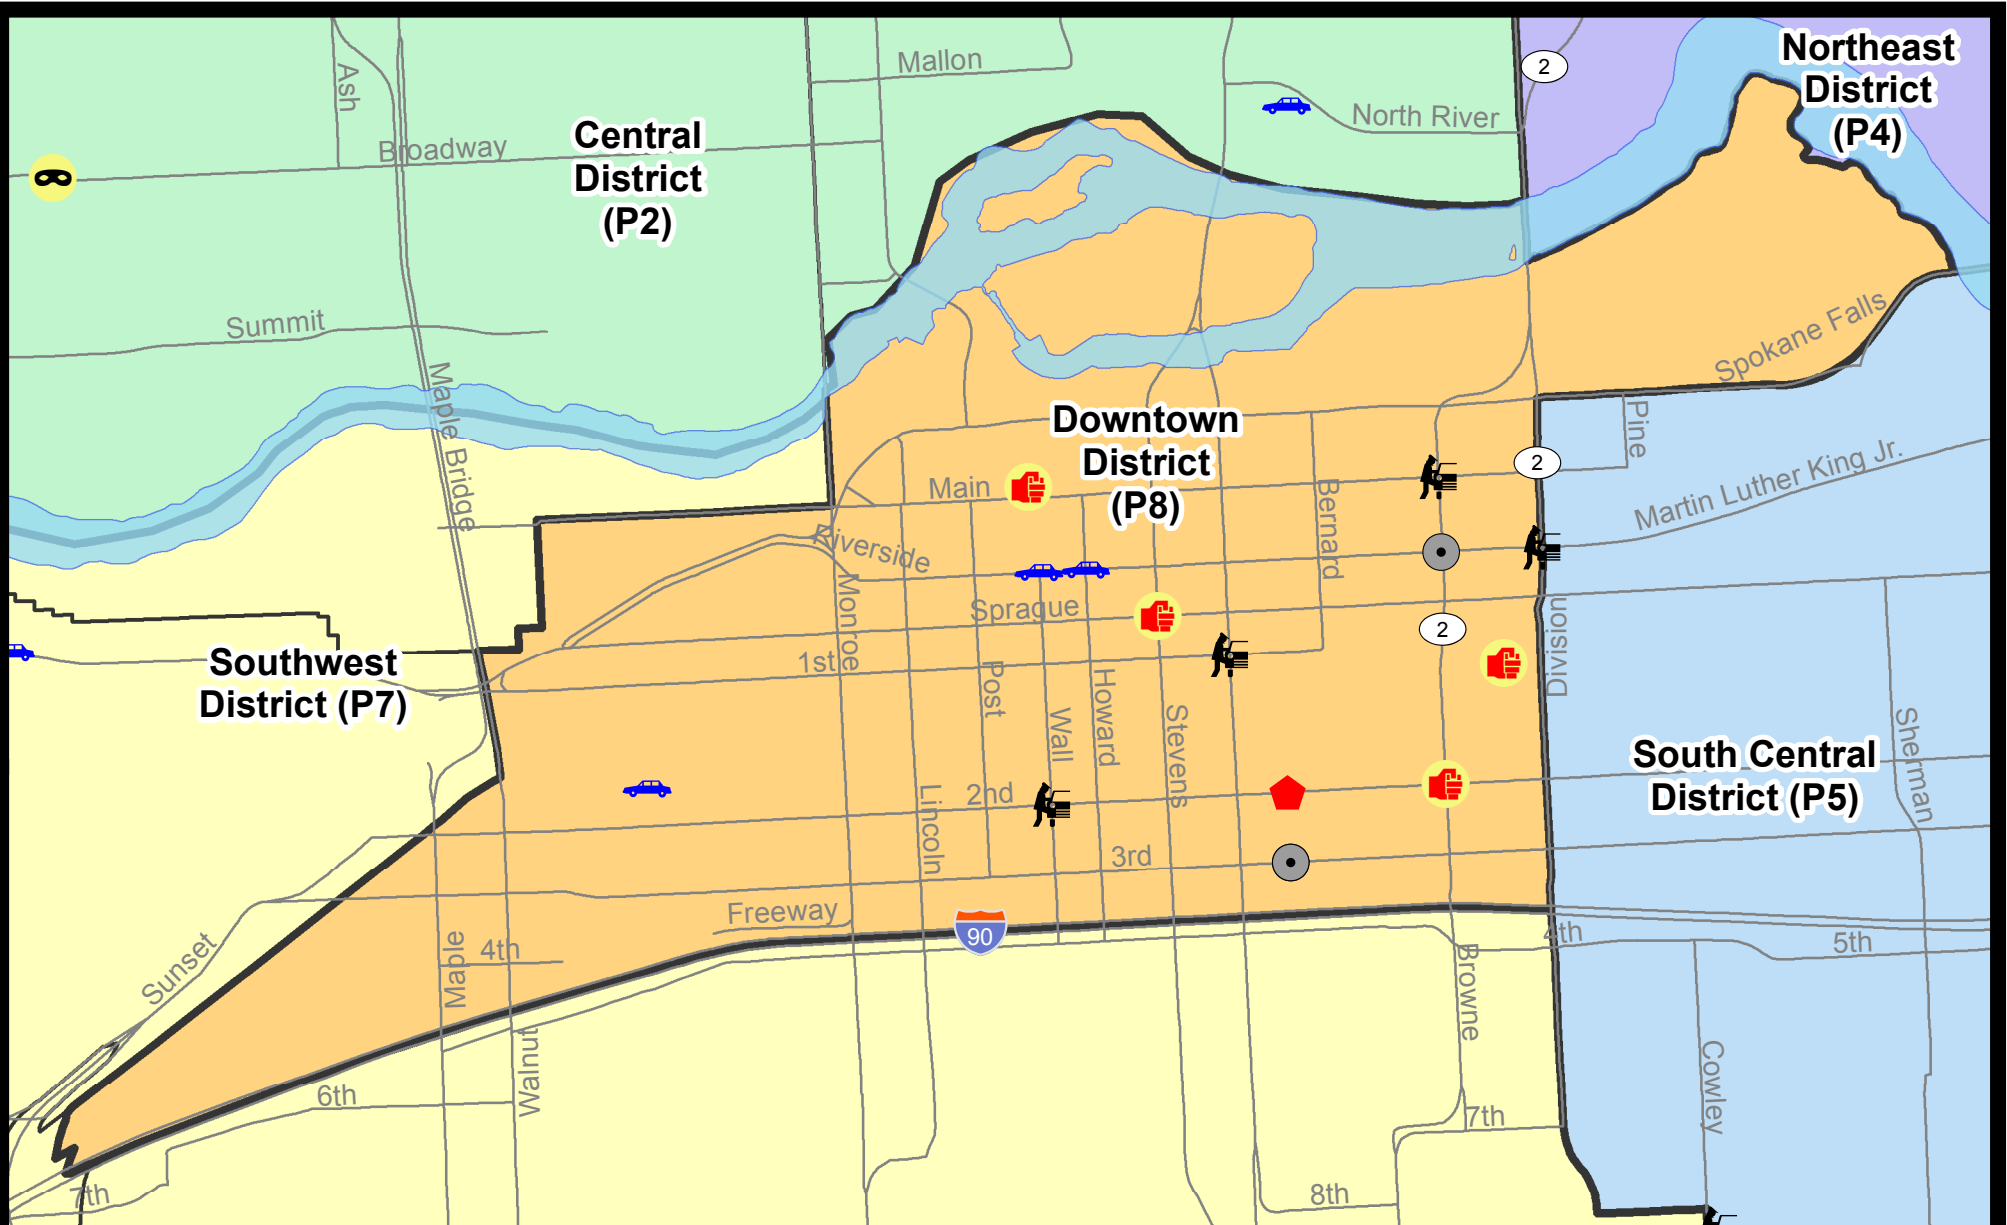 Northeast
District
(P4)
2
Mallon
Ash
North River
Central
District
(P2)
Broadway
Summit
Spokane Falls
Maple Bridge
Downtown
District
(P8)
Pine
2
Martin Luther King Jr.
Main
Bernard
Riverside
Monroe
Sprague
2
Division
1st
Southwest
District (P7)
Post
Howard
Wall
Stevens
Sherman
South Central
District (P5)
2nd
Lincoln
3rd
Freeway
90
4th
5th
4th
Maple
Sunset
Browne
Walnut
Cowley
6th
7th
7th
8th